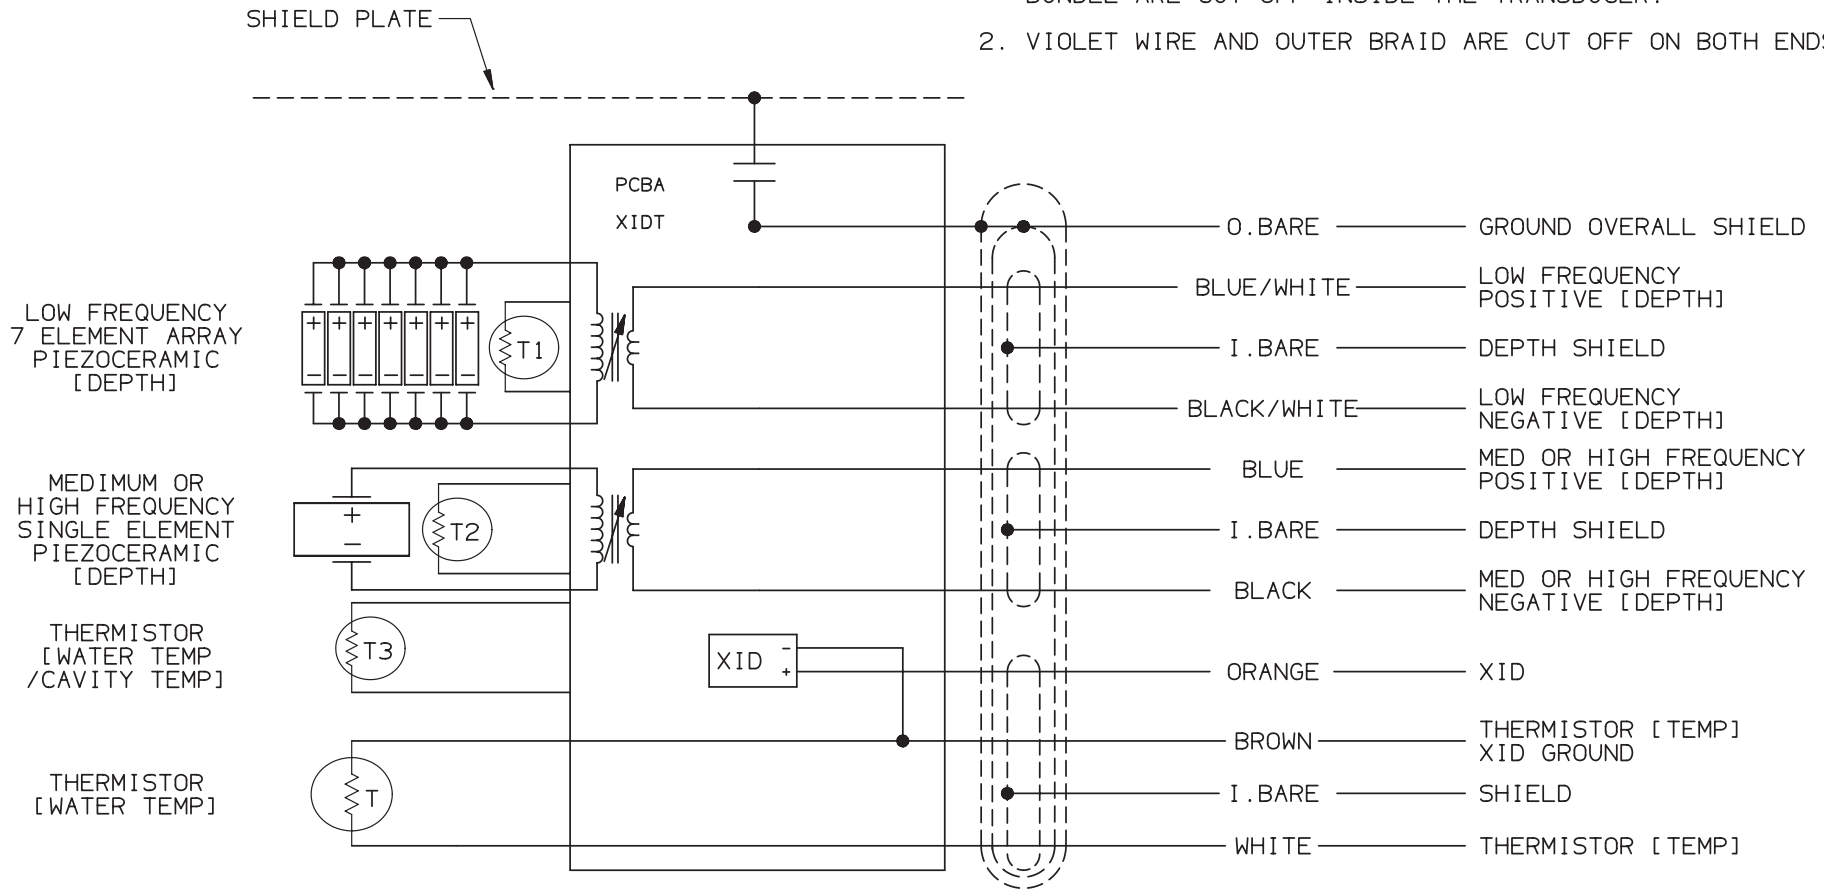 BUNDLE ARE CUT OFF INSIDE THE TRANSDUCER.
SHIELD PLATE
2. VIOLET WIRE AND OUTER BRAID ARE CUT OFF ON BOTH ENDS
PCBA
XIDT
O.BARE
GROUND OVERALL SHIELD
BLUE/WHITE
LOW FREQUENCY
POSITIVE [DEPTH]
LOW FREQUENCY
7 ELEMENT ARRAY
PIEZOCERAMIC
[DEPTH]
+ + + + + + +
- - - - - - -
T1
I.BARE
DEPTH SHIELD
BLACK/WHITE
LOW FREQUENCY
NEGATIVE [DEPTH]
BLUE
MED OR HIGH FREQUENCY
POSITIVE [DEPTH]
MEDIMUM OR
HIGH FREQUENCY
SINGLE ELEMENT
PIEZOCERAMIC
[DEPTH]
+
-
T2
I.BARE
DEPTH SHIELD
BLACK
MED OR HIGH FREQUENCY
NEGATIVE [DEPTH]
THERMISTOR
[WATER TEMP
/CAVITY TEMP]
T3
XID
-
+
ORANGE
XID
BROWN
THERMISTOR [TEMP]
XID GROUND
THERMISTOR
[WATER TEMP]
T
I.BARE
SHIELD
WHITE
THERMISTOR [TEMP]